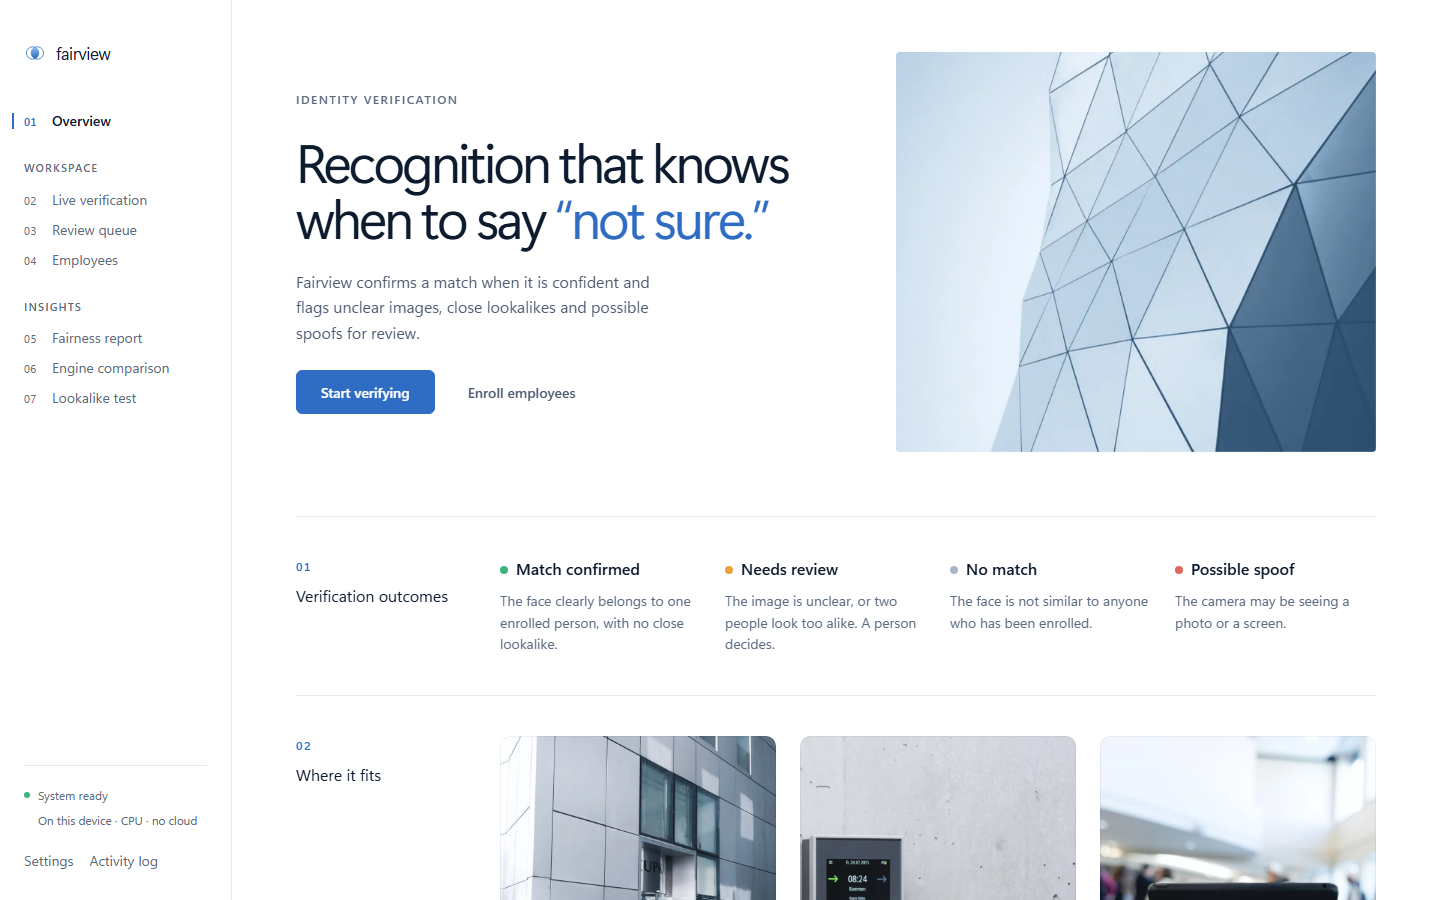 fairview
01 Overview
WORKSPACE
02 Live verification
03 Review queue
04 Employees
INSIGHTS
05 Fairness report
06 Engine comparison
07 Lookalike test
System ready
On this device · CPU · no cloud
Settings Activity log
IDENTITY VERIFICATION
Recognition that knows
when to say “not sure.”
Fairview confirms a match when it is confident and
flags unclear images, close lookalikes and possible
spoofs for review.
Start verifying Enroll employees
01
Verification outcomes
Match confirmed
The face clearly belongs to one
enrolled person, with no close
lookalike.
Needs review
The image is unclear, or two
people look too alike. A person
decides.
No match
The face is not similar to anyone
who has been enrolled.
Possible spoof
The camera may be seeing a
photo or a screen.
02
Where it fits
08:24